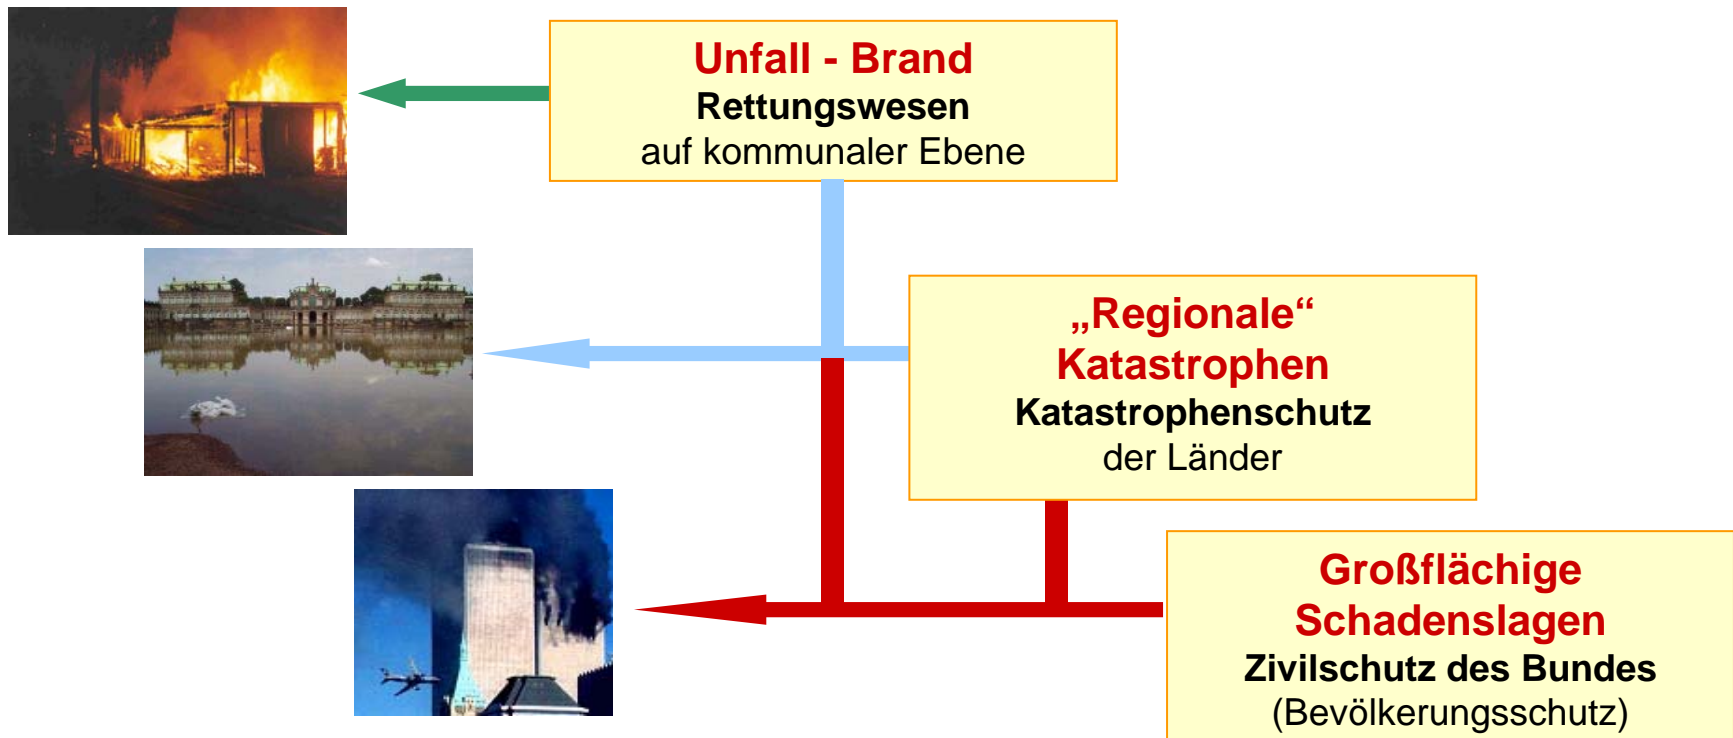 Unfall - Brand
Rettungswesen
auf kommunaler Ebene
„Regionale“
Katastrophen
Katastrophenschutz
der Länder
Großflächige
Schadenslagen
Zivilschutz des Bundes
(Bevölkerungsschutz)